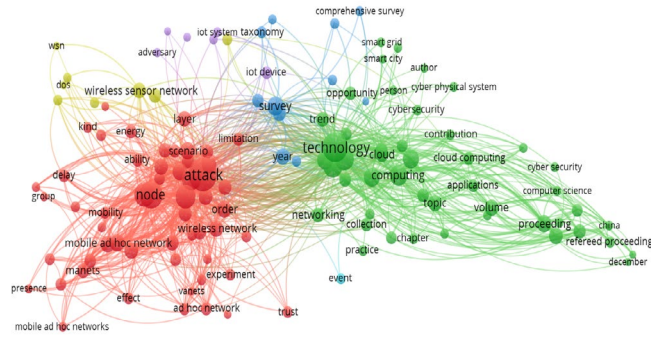 comprehensive survey
iot system taxonomy
wsn
adversary
smart grid
smart city
author
iot device
dos
wireless sensor network
opportunity
person
cyber physical system
survey
cybersecurity
layer
trend
kind
energy
limitation
contribution
technology
scenario
year
cloud
cloud computing
ability
cyber security
attack
computing
delay
node
applications
computer science
group
topic
volume
mobility
order
networking
wireless network
collection
proceeding
china
mobile ad hoc network
chapter
refereed proceeding
practice
december
manets
experiment
event
presence
vanets
effect
ad hoc network
trust
mobile ad hoc networks